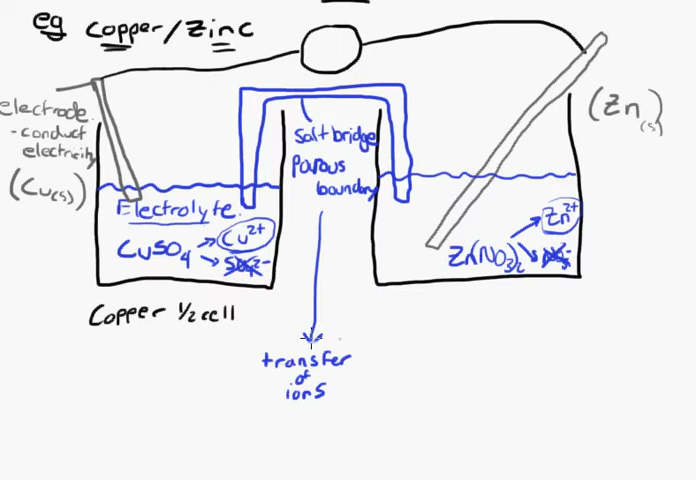 eg Copper/Zinc
electrode
- conduct
electricity
(Cu(s))
(Zn(s))
Salt bridge
Porous
boundary
Electrolyte
CuSO4 Cu2+
Zn(NO3)2 Zn2+
Copper 1/2 cell
transfer
of
ions